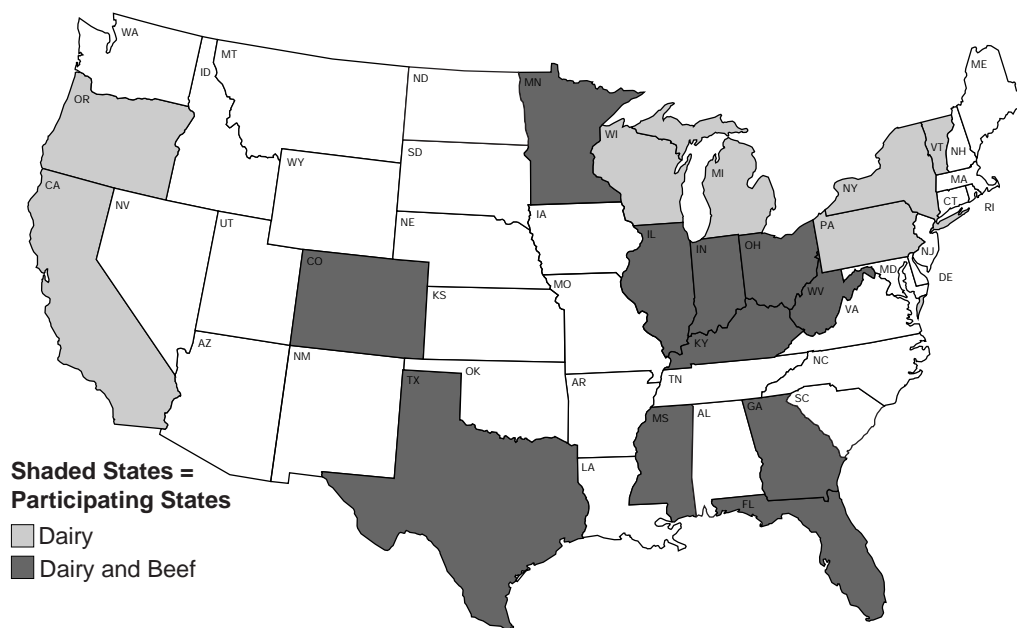 WA
MT
ME
ID
ND
MN
OR
WI
VT
NH
SD
MI
MA
WY
NY
CT
CA
RI
NV
IA
NE
PA
UT
IL
IN
OH
NJ
CO
MO
MD
DE
WV
KS
VA
AZ
KY
NM
NC
OK
TN
TX
AR
SC
MS
AL
GA
LA
FL
Shaded States =
Participating States
Dairy
Dairy and Beef